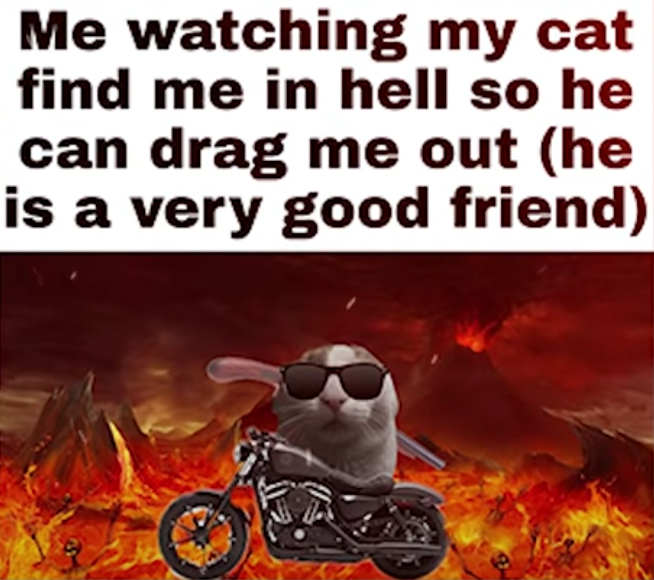 Me watching my cat
find me in hell so he
can drag me out (he
is a very good friend)